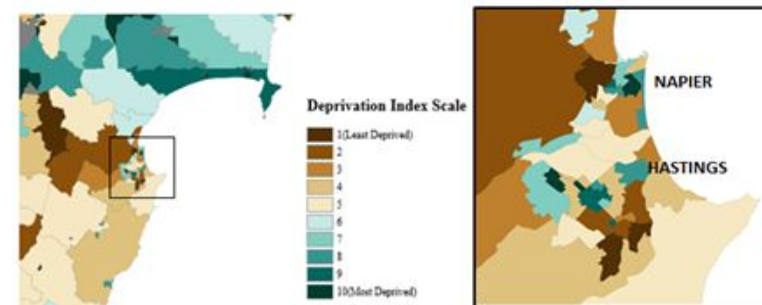 Deprivation Index Scale
1(Least Deprived)
2
3
4
5
6
7
8
9
10(Most Deprived)
NAPIER
HASTINGS